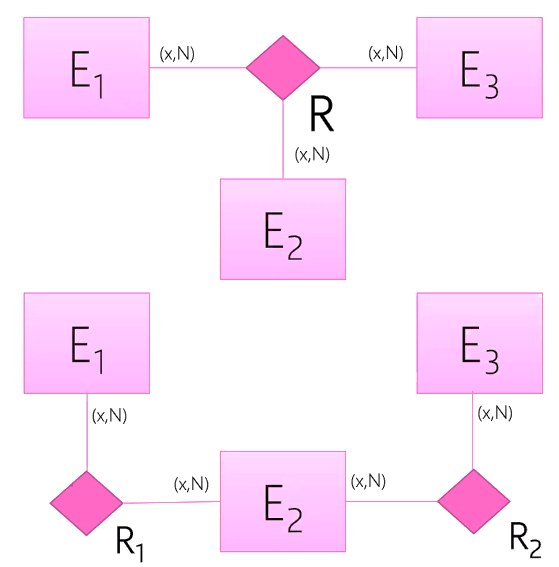 E₁ (x,N) (x,N) E₃
R
(x,N)
E₂
E₁ E₃
(x,N) (x,N)
(x,N) E₂ (x,N)
R₁ R₂